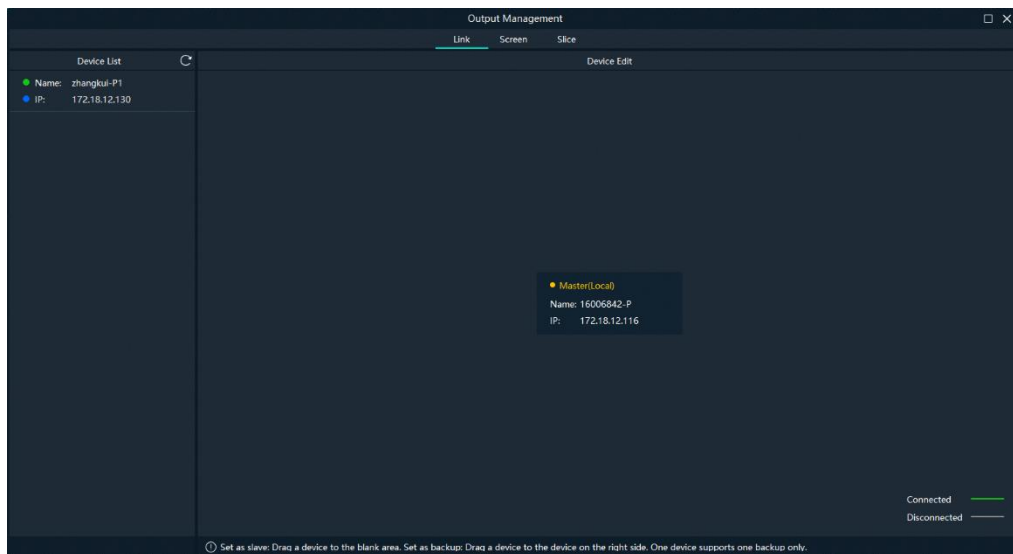 Output Management
Link Screen Slice
Device List
Device Edit
Name: zhangkui-P1
IP: 172.18.12.130
Master(Local)
Name: 16006842-P
IP: 172.18.12.116
Connected
Disconnected
Set as slave: Drag a device to the blank area. Set as backup: Drag a device to the device on the right side. One device supports one backup only.